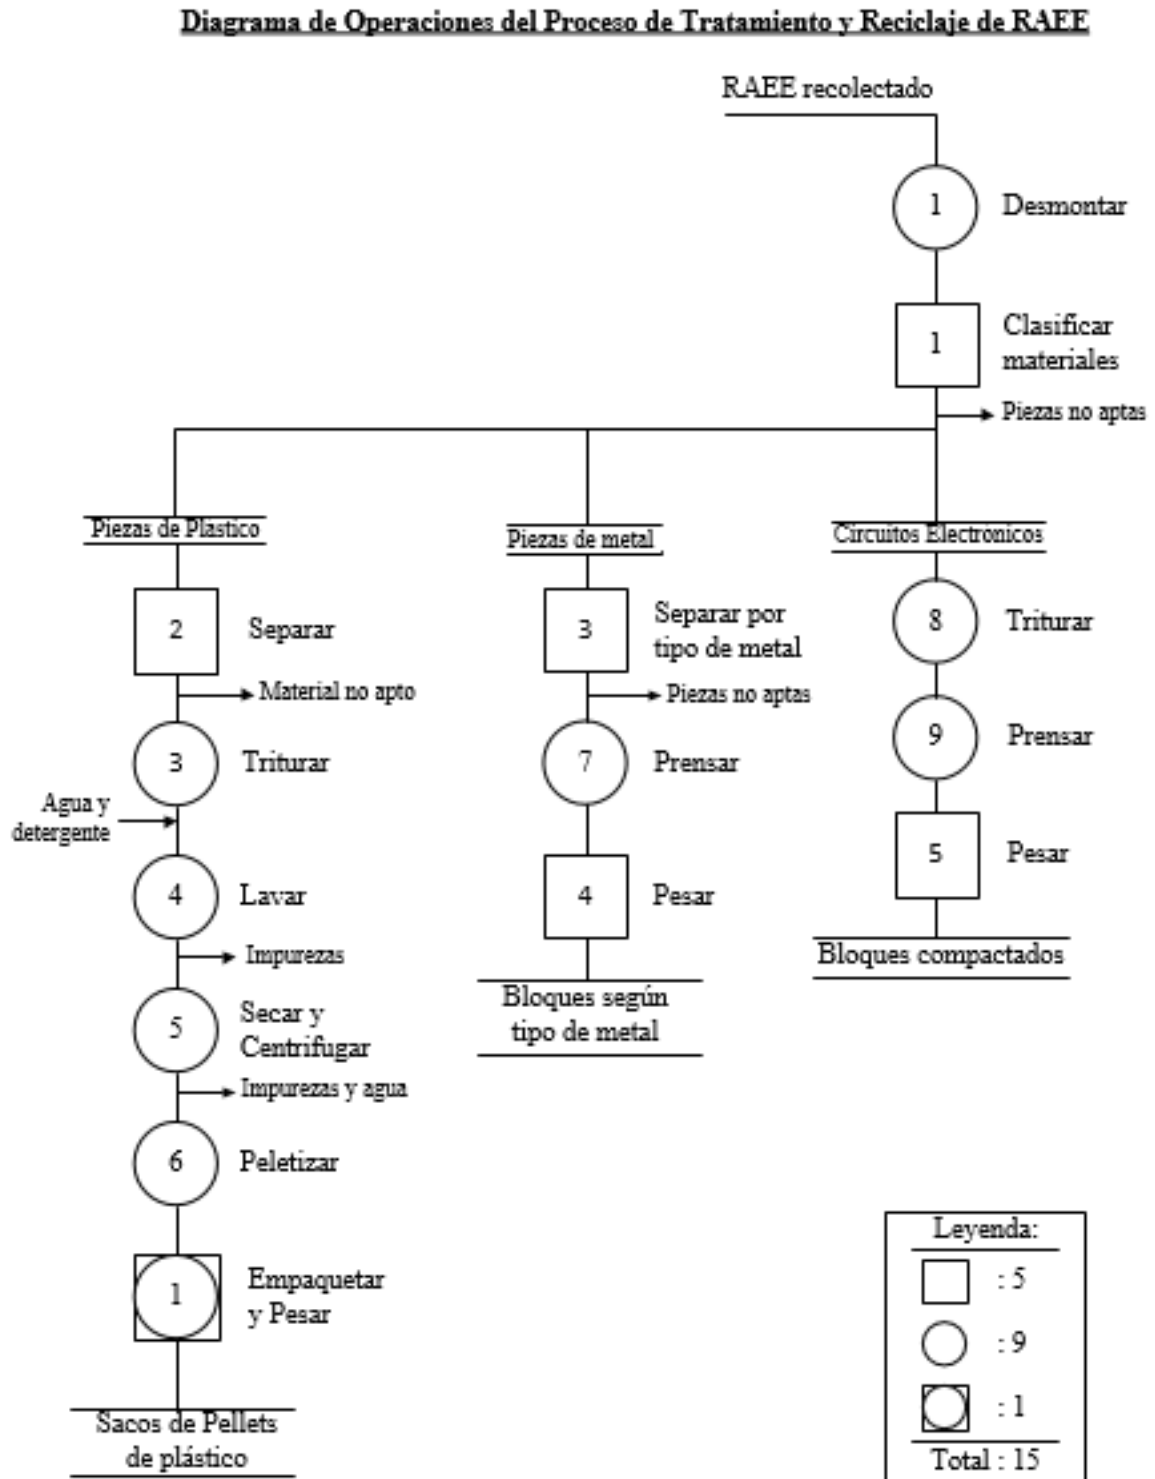 Diagrama de Operaciones del Proceso de Tratamiento y Reciclaje de RAEE
RAEE recolectado
1
Desmontar
1
Clasificar
materiales
Piezas no aptas
Piezas de Plastico
2
Separar
Material no apto
3
Triturar
Agua y
detergente
4
Lavar
Impurezas
5
Secar y
Centrifugar
Impurezas y agua
6
Peletizar
1
Empaquetar
y Pesar
Sacos de Pellets
de plástico
Piezas de metal
3
Separar por
tipo de metal
Piezas no aptas
7
Prensar
4
Pesar
Bloques según
tipo de metal
Circuitos Electrónicos
8
Triturar
9
Prensar
5
Pesar
Bloques compactados
Leyenda:
: 5
: 9
: 1
Total : 15